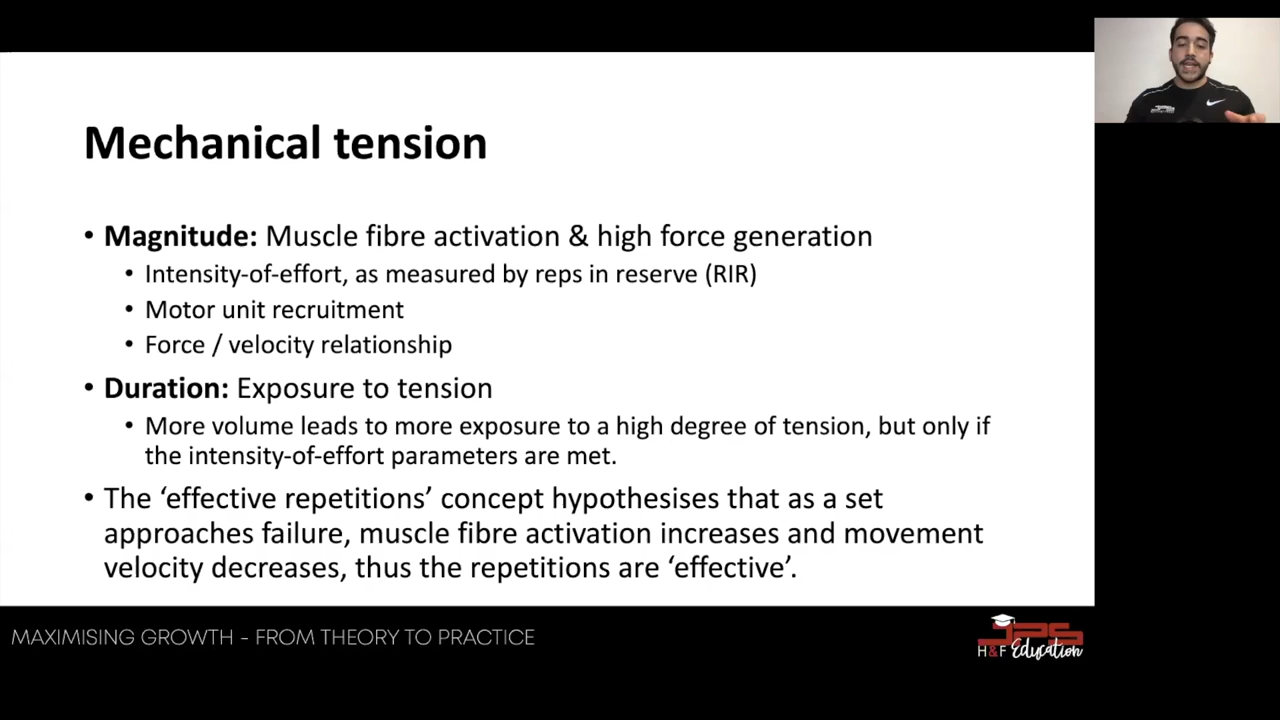 Mechanical tension
• Magnitude: Muscle fibre activation & high force generation
• Intensity-of-effort, as measured by reps in reserve (RIR)
• Motor unit recruitment
• Force / velocity relationship
• Duration: Exposure to tension
• More volume leads to more exposure to a high degree of tension, but only if
the intensity-of-effort parameters are met.
• The ‘effective repetitions’ concept hypothesises that as a set
approaches failure, muscle fibre activation increases and movement
velocity decreases, thus the repetitions are ‘effective’.
MAXIMISING GROWTH - FROM THEORY TO PRACTICE
JPS
H&F Education